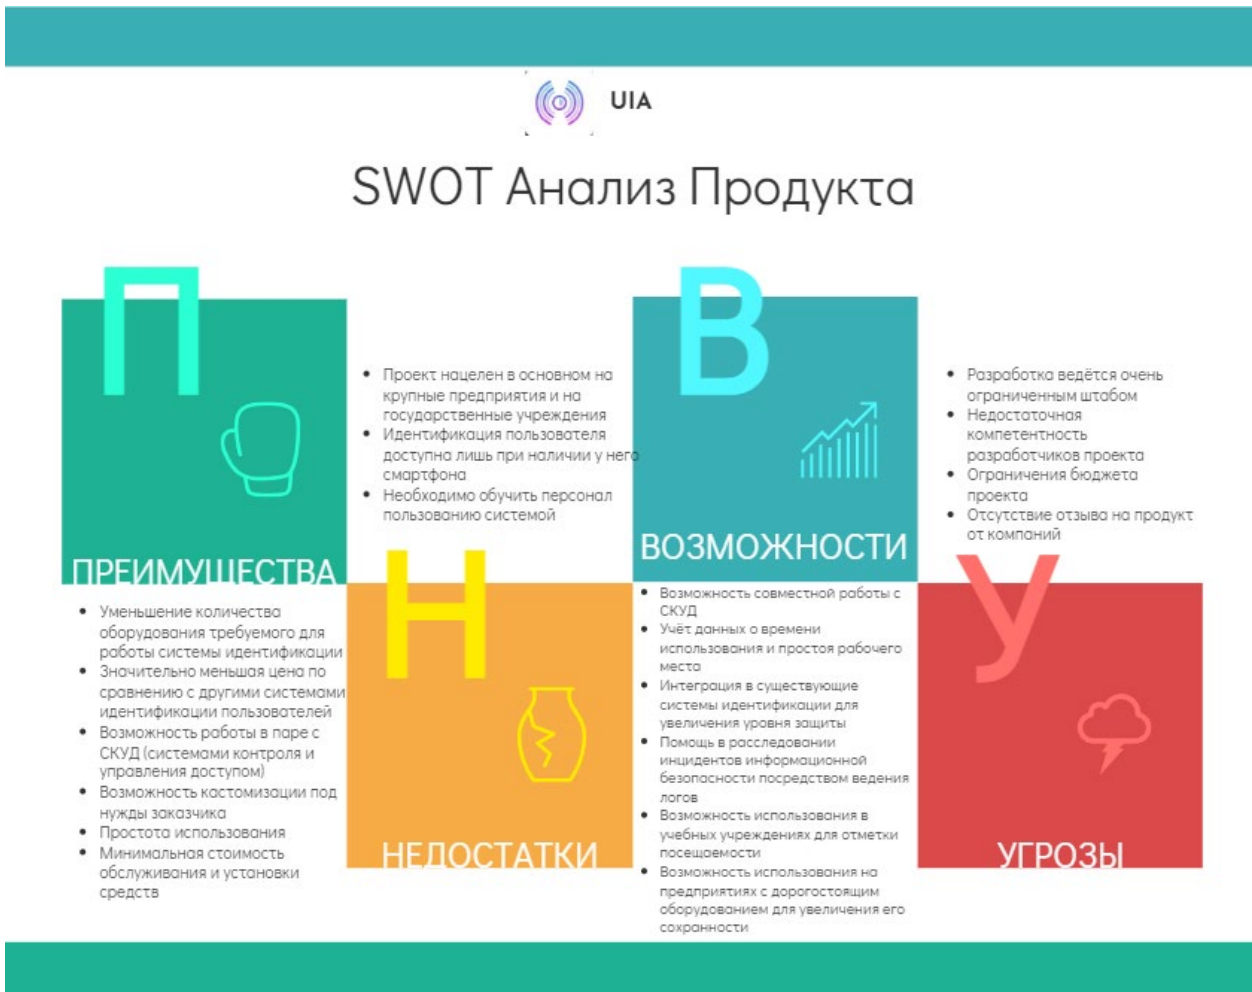 UIA
SWOT Анализ Продукта
П
ПРЕИМУЩЕСТВА
Уменьшение количества
оборудования требуемого для
работы системы идентификации
Значительно меньшая цена по
сравнению с другими системами
идентификации пользователей
Возможность работы в паре с
СКУД (системами контроля и
управления доступом)
Возможность кастомизации под
нужды заказчика
Простота использования
Минимальная стоимость
обслуживания и установки
средств
Проект нацелен в основном на
крупные предприятия и на
государственные учреждения
Идентификация пользователя
доступна лишь при наличии у него
смартфона
Необходимо обучить персонал
пользованию системой
Н
НЕДОСТАТКИ
В
ВОЗМОЖНОСТИ
Возможность совместной работы с
СКУД
Учёт данных о времени
использования и простоя рабочего
места
Интеграция в существующие
системы идентификации для
увеличения уровня защиты
Помощь в расследовании
инцидентов информационной
безопасности посредством ведения
логов
Возможность использования в
учебных учреждениях для отметки
посещаемости
Возможность использования на
предприятиях с дорогостоящим
оборудованием для увеличения его
сохранности
Разработка ведётся очень
ограниченным штабом
Недостаточная
компетентность
разработчиков проекта
Ограничения бюджета
проекта
Отсутствие отзыва на продукт
от компаний
У
УГРОЗЫ